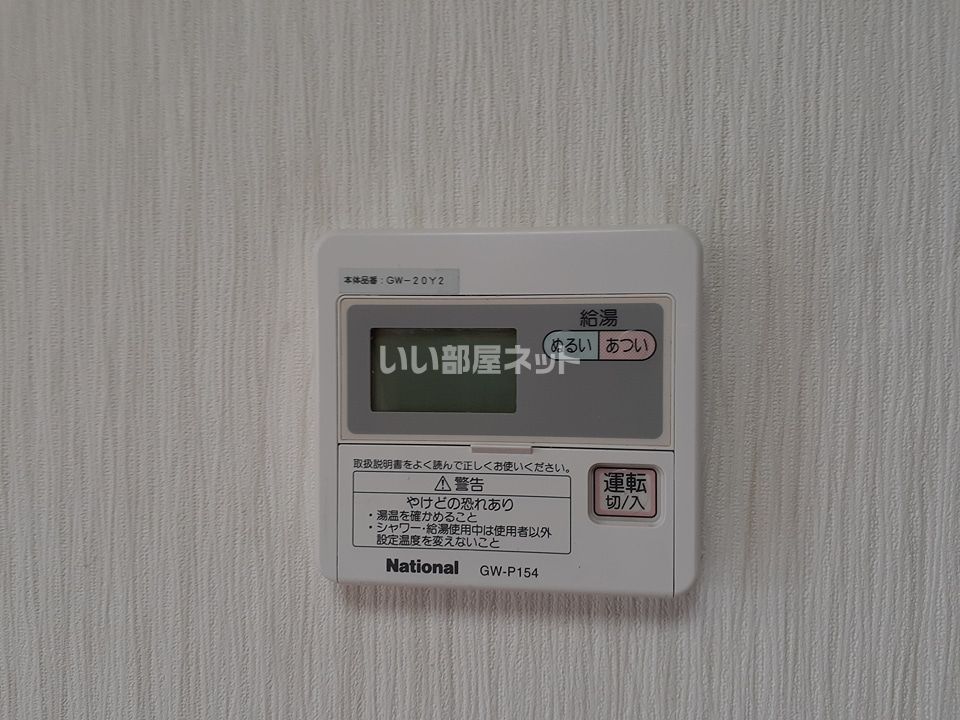 本体品番：GW-20Y2
給湯
ぬるい あつい
いい部屋ネット
取扱説明書をよく読んで正しくお使いください。
⚠警告
やけどの恐れあり
・湯温を確かめること
・シャワー・給湯使用中は使用者以外
設定温度を変えないこと
運転
切/入
National GW-P154